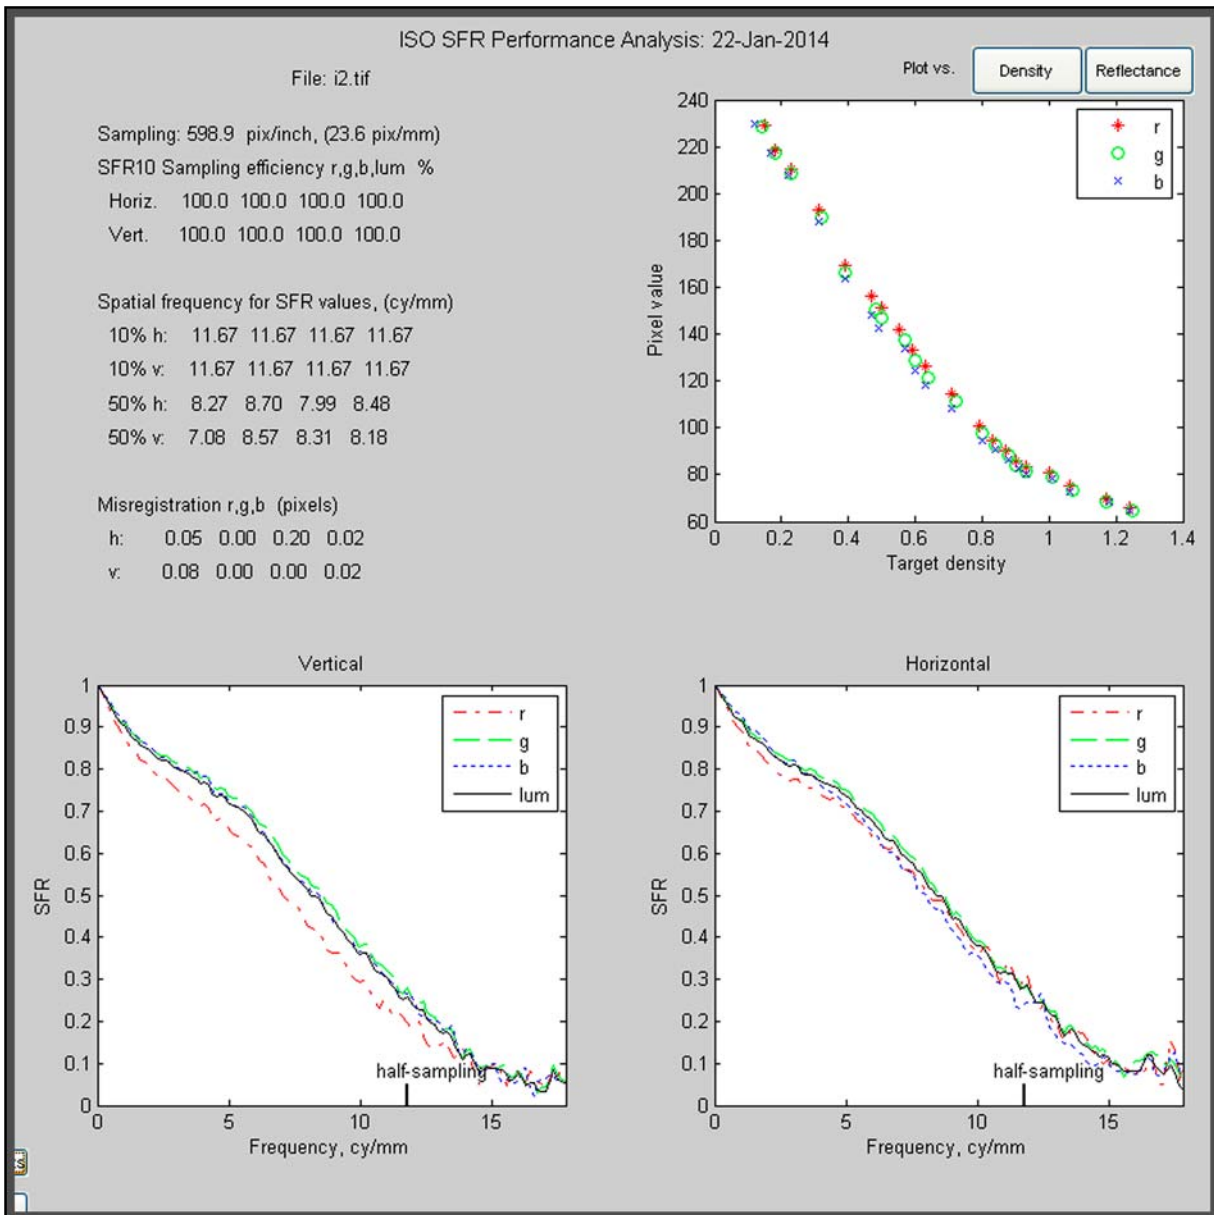 ISO SFR Performance Analysis: 22-Jan-2014
File: i2.tif
Plot vs. Density Reflectance
Sampling: 598.9 pix/inch, (23.6 pix/mm)
SFR10 Sampling efficiency r,g,b,lum %
Horiz. 100.0 100.0 100.0 100.0
Vert. 100.0 100.0 100.0 100.0
Spatial frequency for SFR values, (cy/mm)
10% h: 11.67 11.67 11.67 11.67
10% v: 11.67 11.67 11.67 11.67
50% h: 8.27 8.70 7.99 8.48
50% v: 7.08 8.57 8.31 8.18
Misregistration r,g,b (pixels)
h: 0.05 0.00 0.20 0.02
v: 0.08 0.00 0.00 0.02
240
220
200
180
160
140
120
100
80
60
Pixel value
r
g
b
0 0.2 0.4 0.6 0.8 1 1.2 1.4
Target density
Vertical
1
0.9
0.8
0.7
0.6
0.5
0.4
0.3
0.2
0.1
0
SFR
r
g
b
lum
half-sampling
0 5 10 15
Frequency, cy/mm
Horizontal
1
0.9
0.8
0.7
0.6
0.5
0.4
0.3
0.2
0.1
0
SFR
r
g
b
lum
half-sampling
0 5 10 15
Frequency, cy/mm